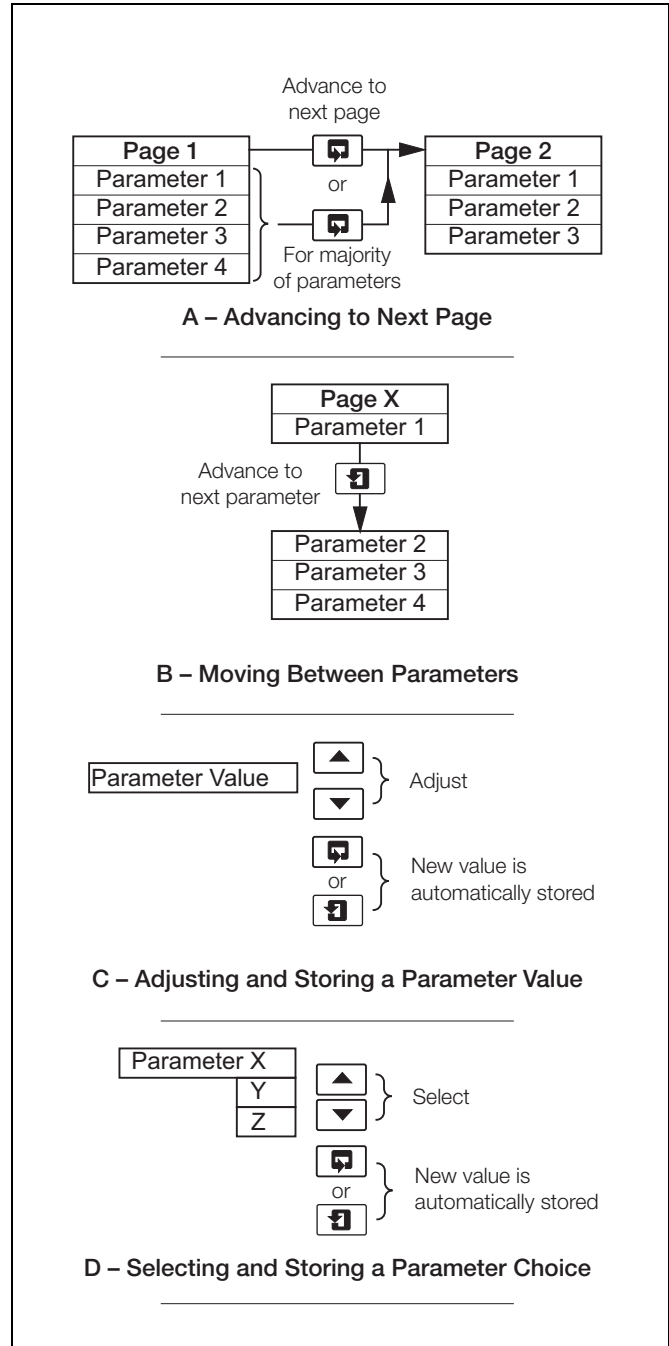 Advance to
next page
Page 1
Parameter 1
Parameter 2
Parameter 3
Parameter 4
or
For majority
of parameters
Page 2
Parameter 1
Parameter 2
Parameter 3
A – Advancing to Next Page
Page X
Parameter 1
Advance to
next parameter
Parameter 2
Parameter 3
Parameter 4
B – Moving Between Parameters
Parameter Value
Adjust
or
New value is
automatically stored
C – Adjusting and Storing a Parameter Value
Parameter X
Y
Z
Select
or
New value is
automatically stored
D – Selecting and Storing a Parameter Choice